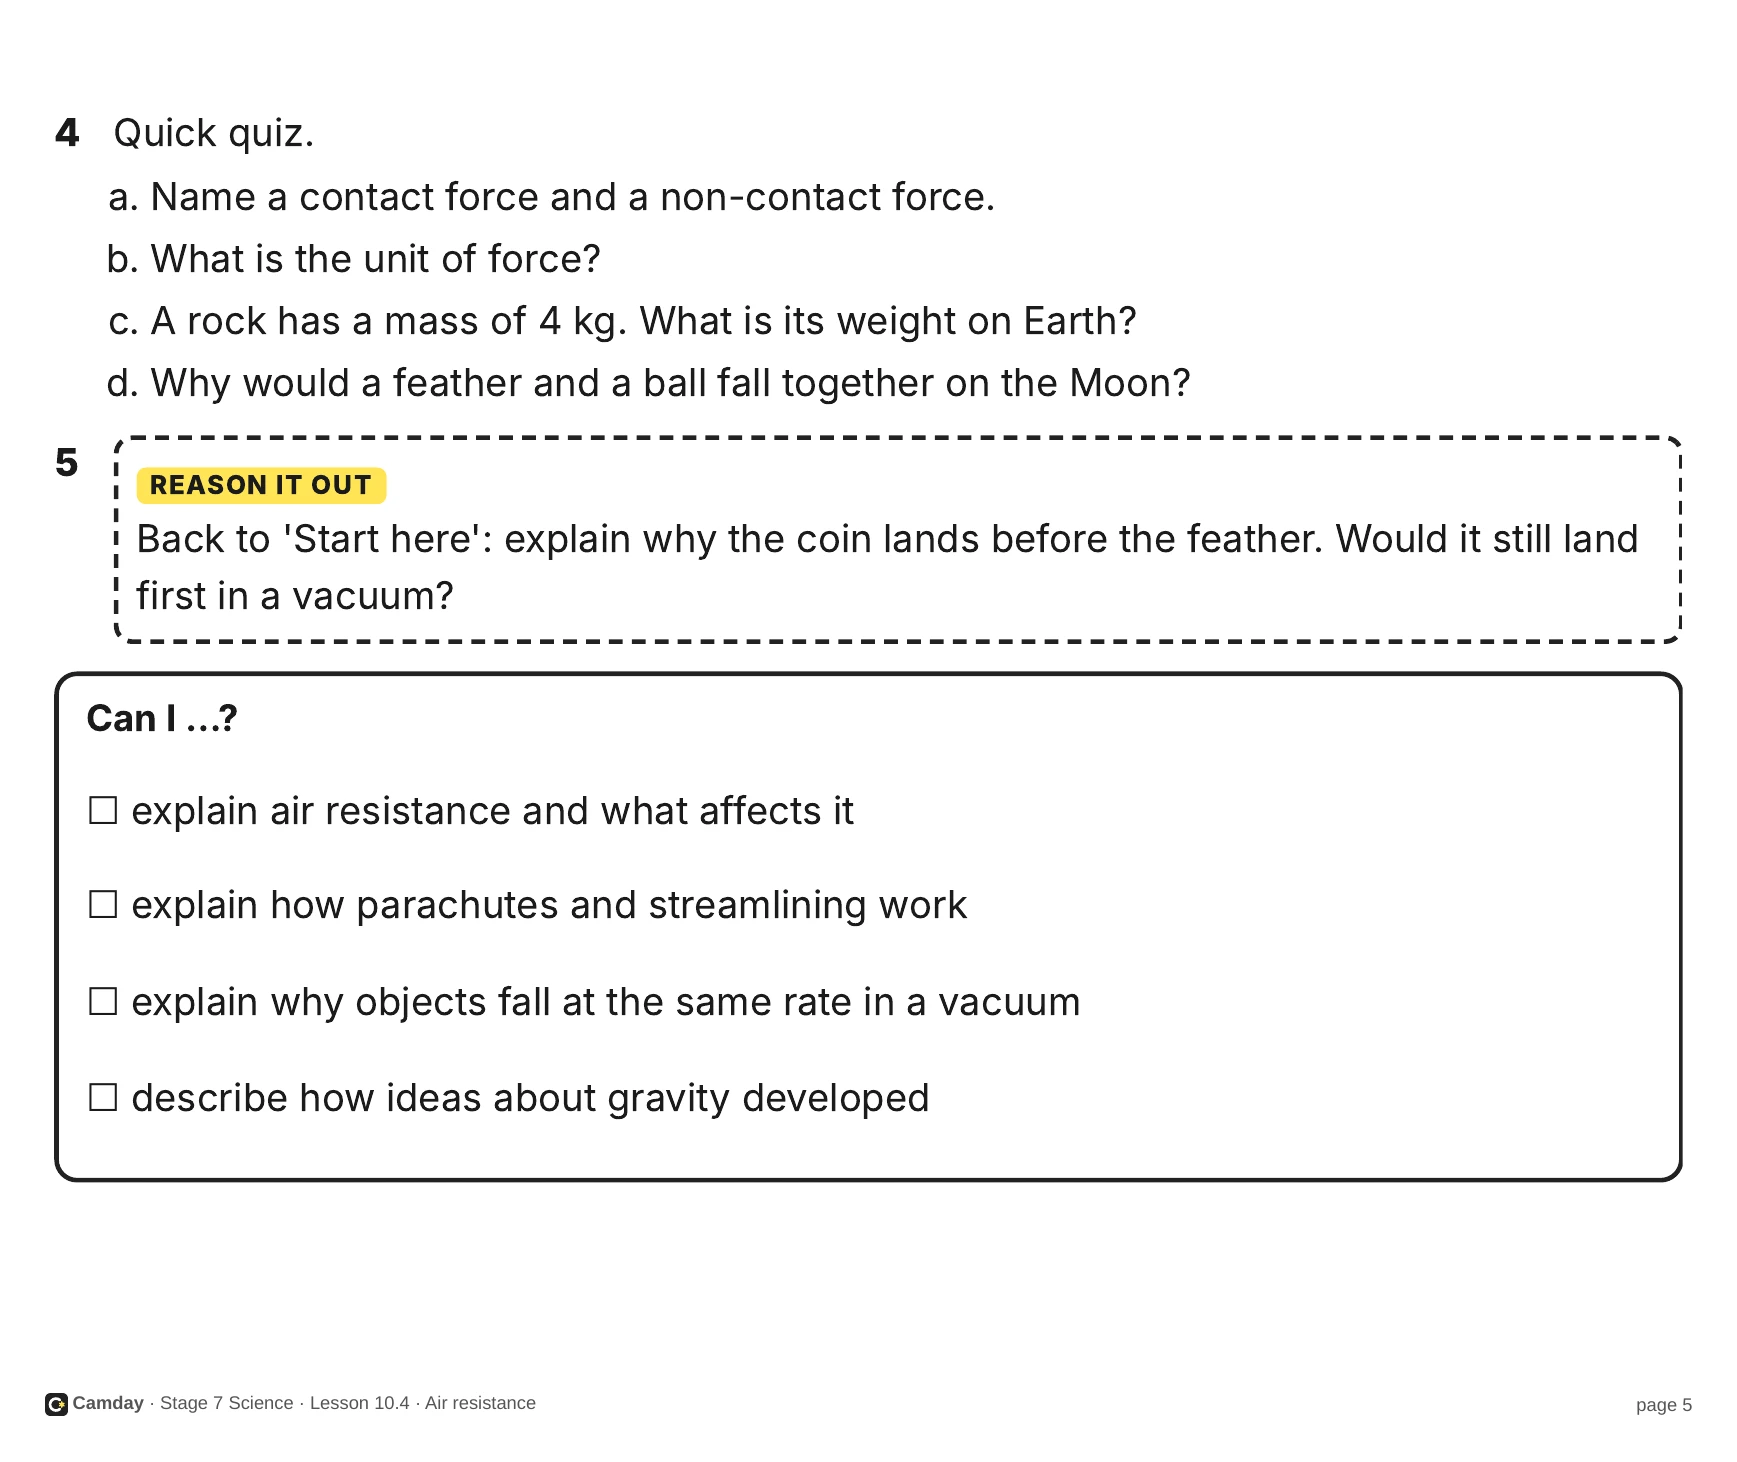 4 Quick quiz.
a. Name a contact force and a non-contact force.
b. What is the unit of force?
c. A rock has a mass of 4 kg. What is its weight on Earth?
d. Why would a feather and a ball fall together on the Moon?
5 REASON IT OUT
Back to 'Start here': explain why the coin lands before the feather. Would it still land
first in a vacuum?
Can I ...?
☐ explain air resistance and what affects it
☐ explain how parachutes and streamlining work
☐ explain why objects fall at the same rate in a vacuum
☐ describe how ideas about gravity developed
Camday · Stage 7 Science · Lesson 10.4 · Air resistance
page 5